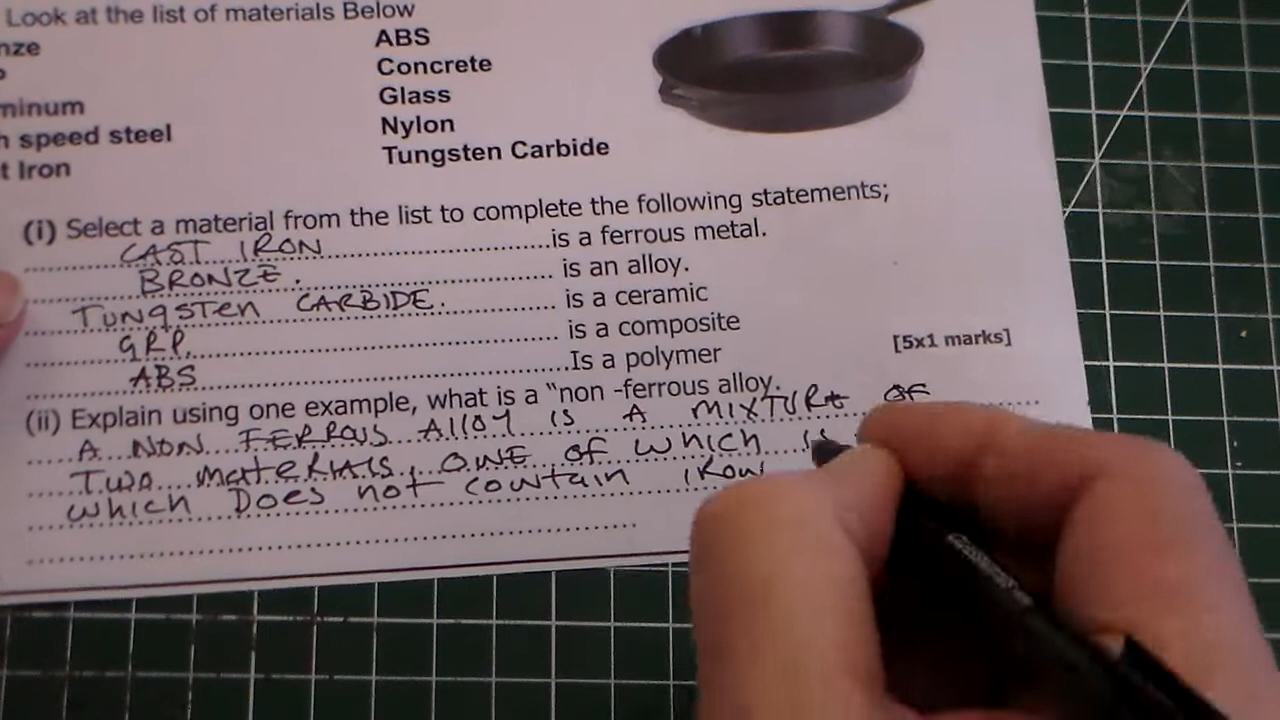 Look at the list of materials Below
nze ABS
Concrete
minum Glass
h speed steel Nylon
t Iron Tungsten Carbide
(i) Select a material from the list to complete the following statements;
CAST IRON is a ferrous metal.
BRONZE. is an alloy.
Tungsten CARBIDE. is a ceramic
GRP. is a composite
ABS Is a polymer
[5x1 marks]
(ii) Explain using one example, what is a "non -ferrous alloy.
A NON FERROUS Alloy IS A MIXTURE OF
Two materials, ONE of which is
which Does not contain iron